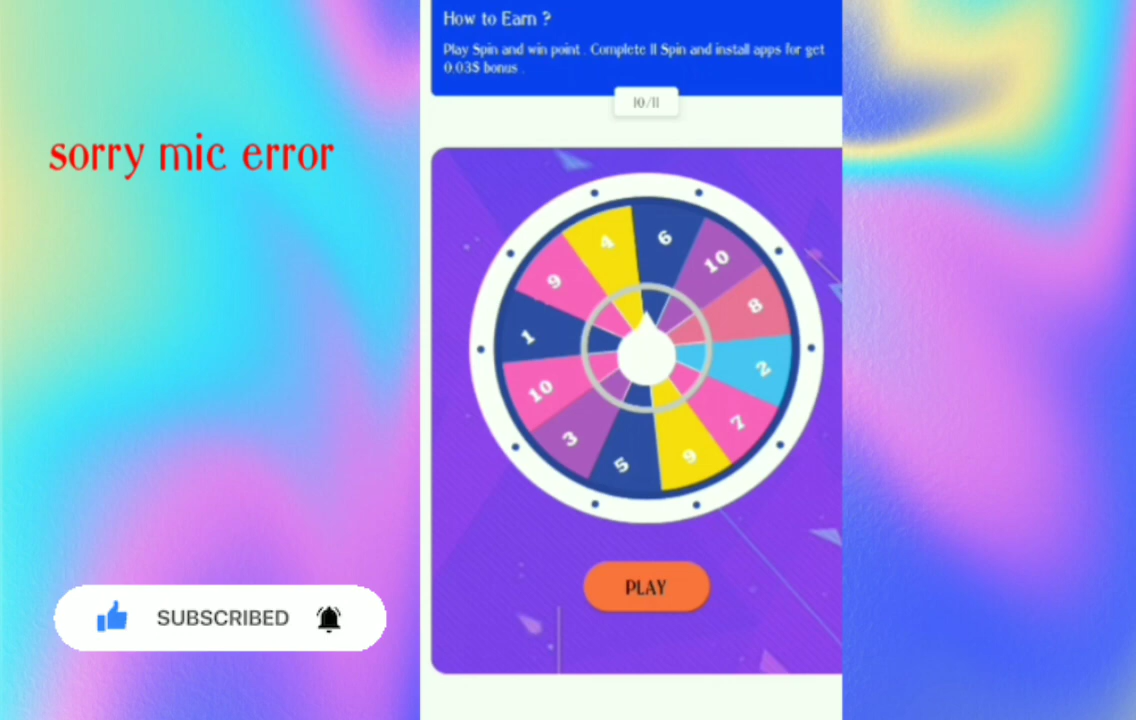 How to Earn ?
Play Spin and win point . Complete 11 Spin and install apps for get
0.03$ bonus .
10/11
sorry mic error
4
6
10
8
2
7
9
5
3
10
1
9
PLAY
SUBSCRIBED